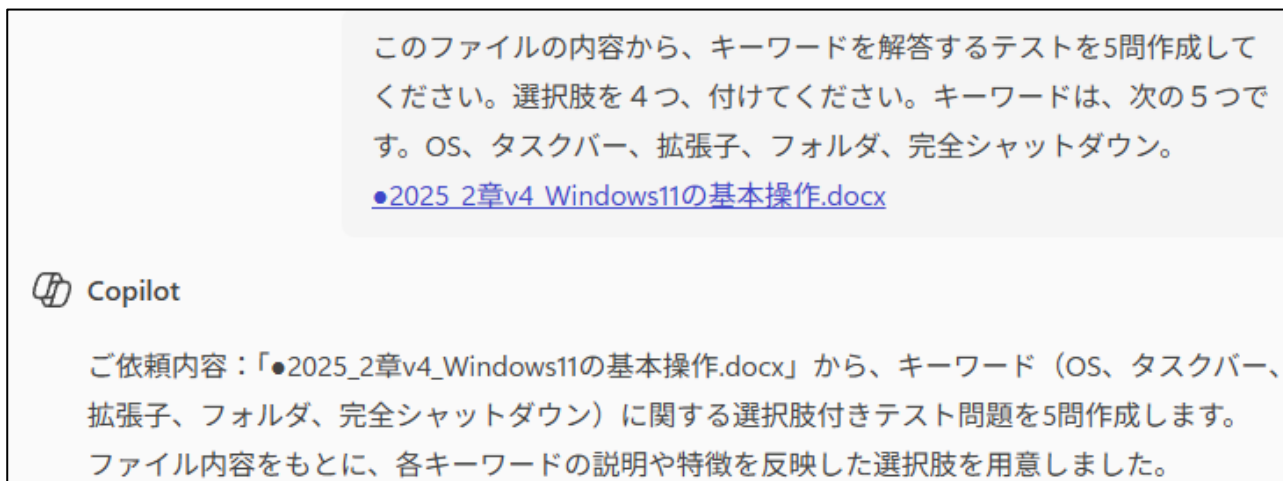 このファイルの内容から、キーワードを解答するテストを5問作成して
ください。選択肢を４つ、付けてください。キーワードは、次の５つで
す。OS、タスクバー、拡張子、フォルダ、完全シャットダウン。
●2025_2章v4_Windows11の基本操作.docx
Copilot
ご依頼内容：「●2025_2章v4_Windows11の基本操作.docx」から、キーワード（OS、タスクバー、
拡張子、フォルダ、完全シャットダウン）に関する選択肢付きテスト問題を5問作成します。
ファイル内容をもとに、各キーワードの説明や特徴を反映した選択肢を用意しました。